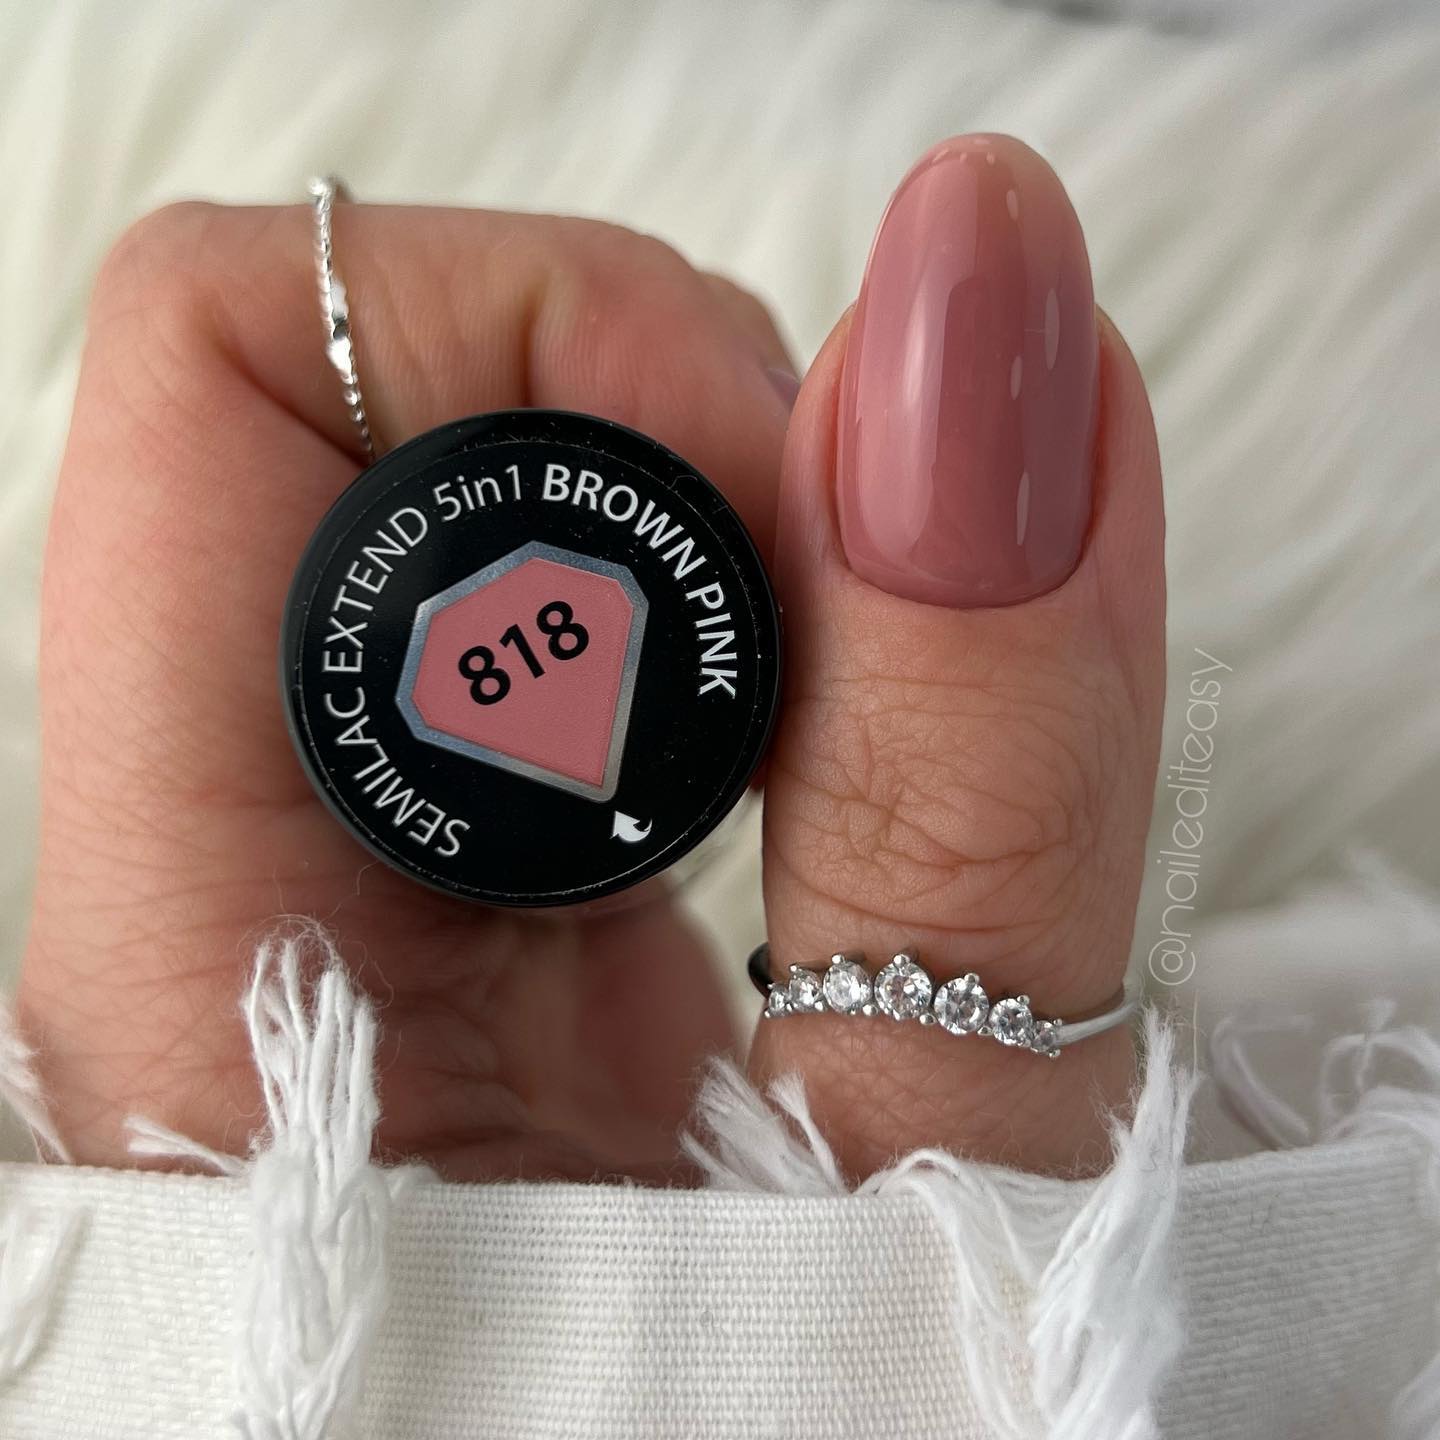 SEMILAC EXTEND 5in1 BROWN PINK
818
@nailediteasy